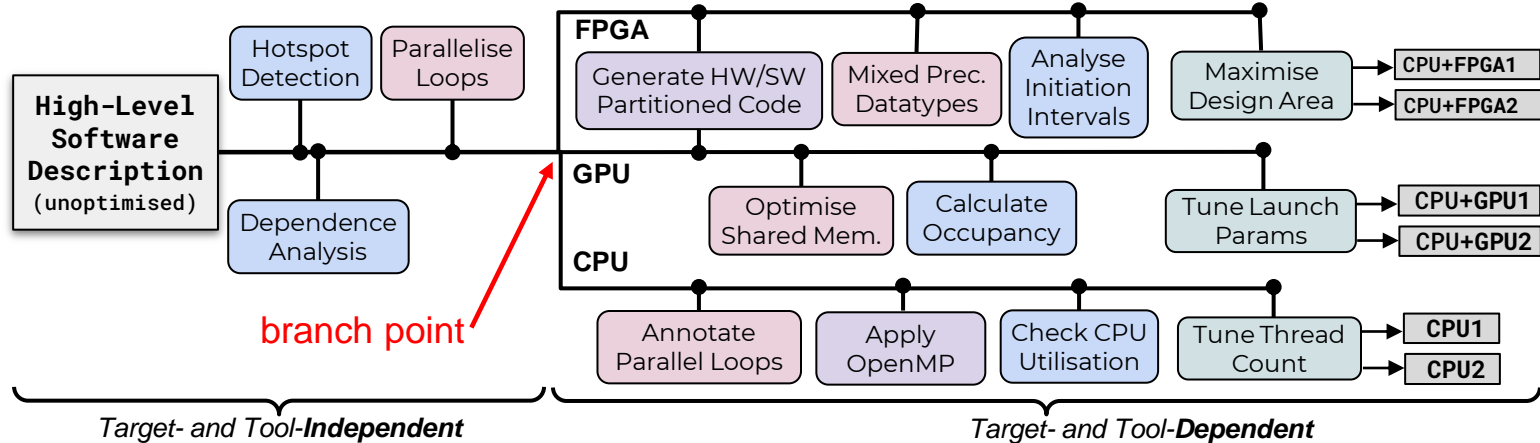 High-Level
Software
Description
(unoptimised)
Hotspot
Detection
Parallelise
Loops
Dependence
Analysis
branch point
FPGA
Generate HW/SW
Partitioned Code
Mixed Prec.
Datatypes
Analyse
Initiation
Intervals
Maximise
Design Area
CPU+FPGA1
CPU+FPGA2
GPU
Optimise
Shared Mem.
Calculate
Occupancy
Tune Launch
Params
CPU+GPU1
CPU+GPU2
CPU
Annotate
Parallel Loops
Apply
OpenMP
Check CPU
Utilisation
Tune Thread
Count
CPU1
CPU2
Target- and Tool-Independent
Target- and Tool-Dependent